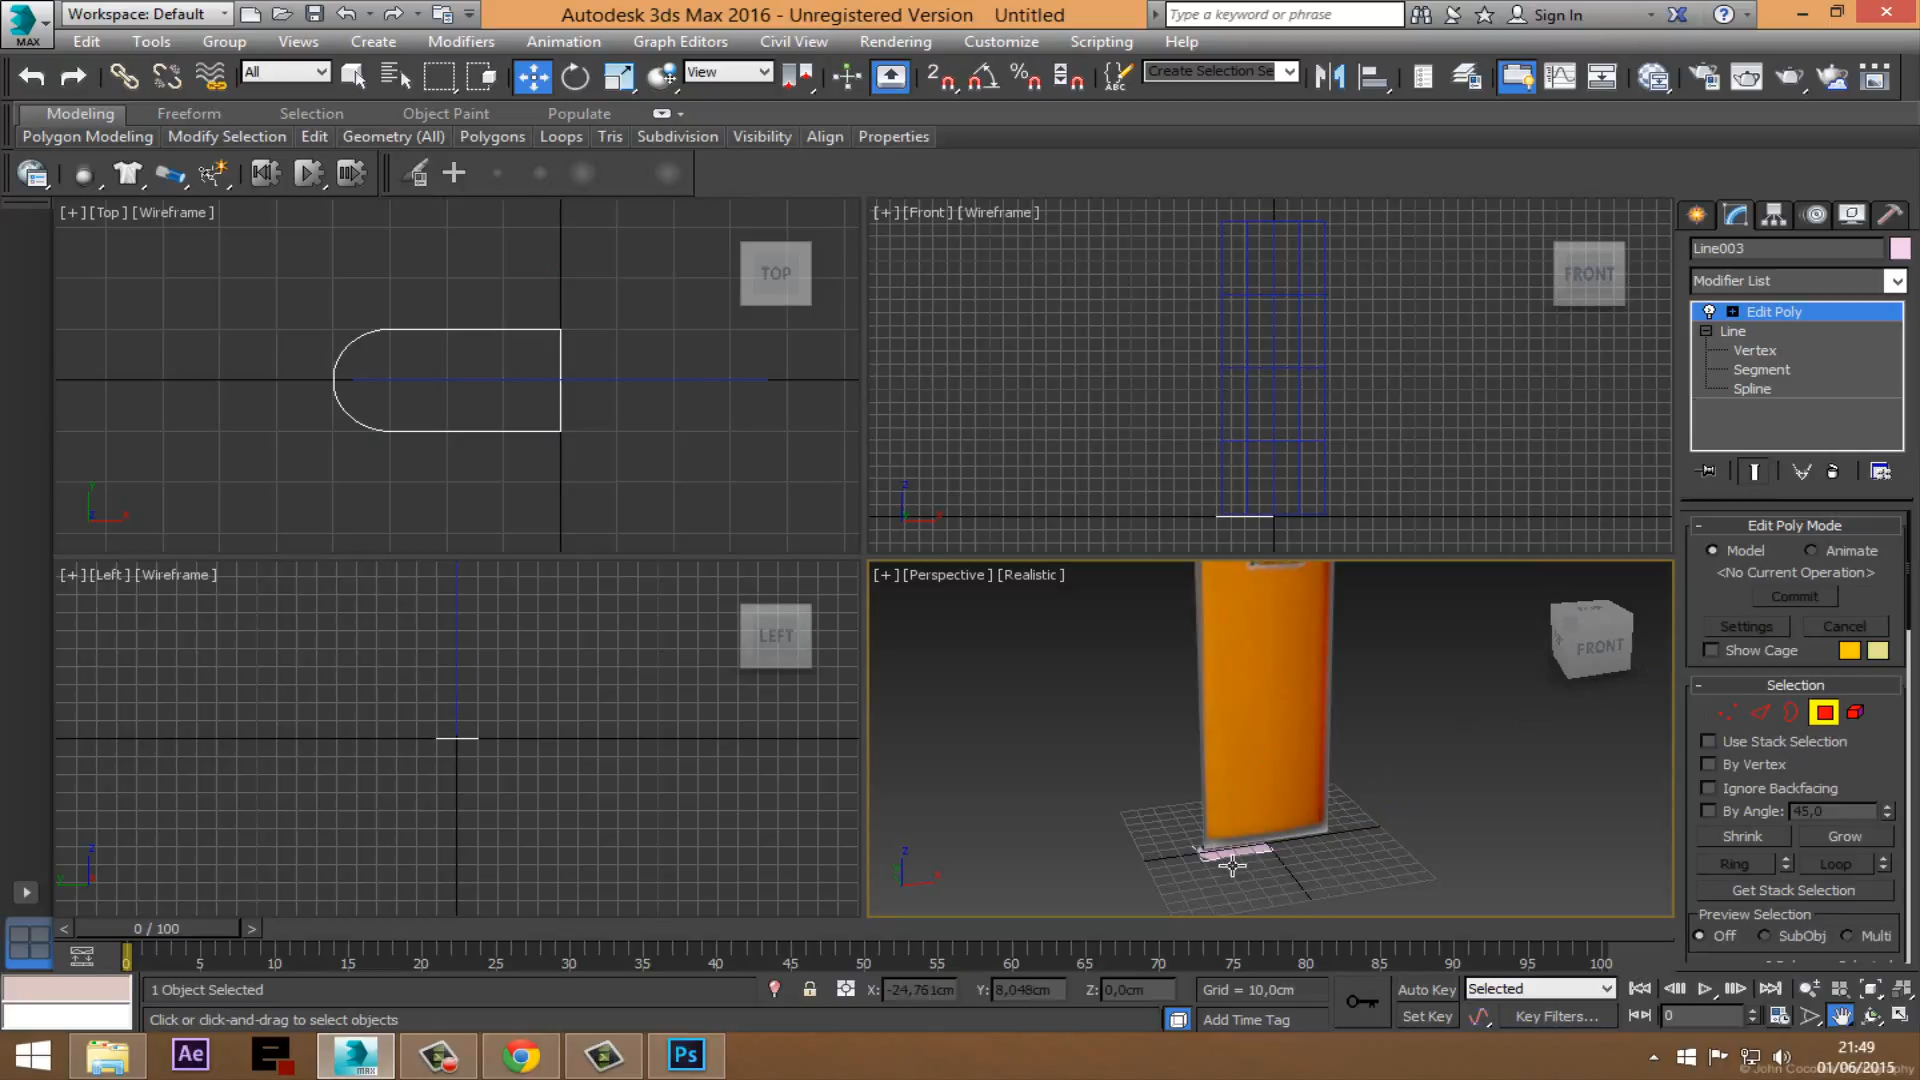 Workspace: Default
Autodesk 3ds Max 2016 - Unregistered Version Untitled
Type a keyword or phrase
Sign In
MAX
Edit Tools Group Views Create Modifiers Animation Graph Editors Civil View Rendering Customize Scripting Help
All
View
Create Selection Se
ABC
Modeling Freeform Selection Object Paint Populate
Polygon Modeling Modify Selection Edit Geometry (All) Polygons Loops Tris Subdivision Visibility Align Properties
[+][Top][Wireframe]
TOP
[+][Front][Wireframe]
FRONT
Line003
Modifier List
Edit Poly
Line
Vertex
Segment
Spline
Edit Poly Mode
Model Animate
<No Current Operation>
Commit
Settings Cancel
Show Cage
Selection
Use Stack Selection
By Vertex
Ignore Backfacing
By Angle: 45,0
Shrink Grow
Ring Loop
Get Stack Selection
Preview Selection
Off SubObj Multi
[+][Left][Wireframe]
LEFT
[+][Perspective][Realistic]
FRONT
< 0 / 100 >
0 5 10 15 20 25 30 35 40 45 50 55 60 65 70 75 80 85 90 95 100
1 Object Selected
X: -24,761cm Y: 8,048cm Z: 0,0cm Grid = 10,0cm
Auto Key Selected
Click or click-and-drag to select objects
Add Time Tag
Set Key Key Filters... 0
Ae
MAX
Ps
21:49
01/06/2015